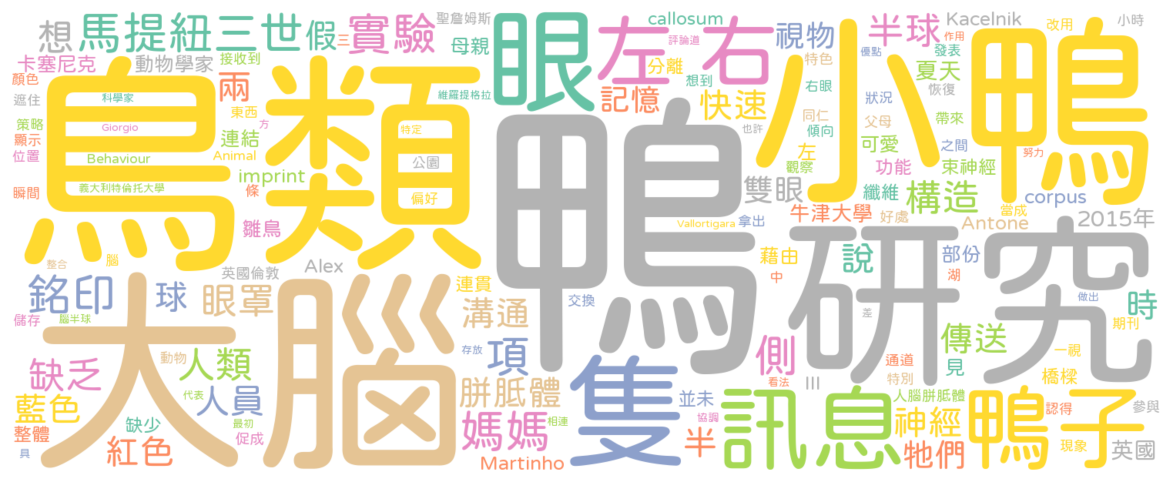 想
馬提紐三世
假
實驗
聖詹姆斯
母親
眼
左右
callosum
評論道
視物
半球
Kacelnik
改用
小時
優點
作用
發表
卡塞尼克
動物學家
接收到
三
分離
想到
特色
夏天
恢復
顏色
遮住
科學家
兩
東西
維羅提格拉
記憶
快速
右眼
狀況
同仁
傾向
父母
帶來
策略
Giorgio
方
特定
也許
顯示
連結
位置
Behaviour
Animal
公園
左
觀察
可愛
之間
努力
鳥類
小鴨
鴨
瞬間
義大利特倫托大學
條
imprint
偏好
雙眼
功能
束神經
雛鳥
纖維
構造
當成
corpus
Vallortigara
拿出
牛津大學
好處
Antone
2015年
整合
腦
英國倫敦
Alex
連貫
藉由
說
部份
研究
銘印
球
眼罩
溝通
交換
中
湖
做出
時
儲存
腦半球
大腦
差
期刊
動物
存放
項
側
傳送
缺乏
人類
代表
胼胝體
隻
看法
通道
見
一視
特別
橋樑
III
藍色
人員
最初
媽媽
相連
並未
協調
人腦胼胝體
訊息
神經
鴨子
認得
參與
整體
缺少
促成
半
現象
具
紅色
Martinho
牠們
英國